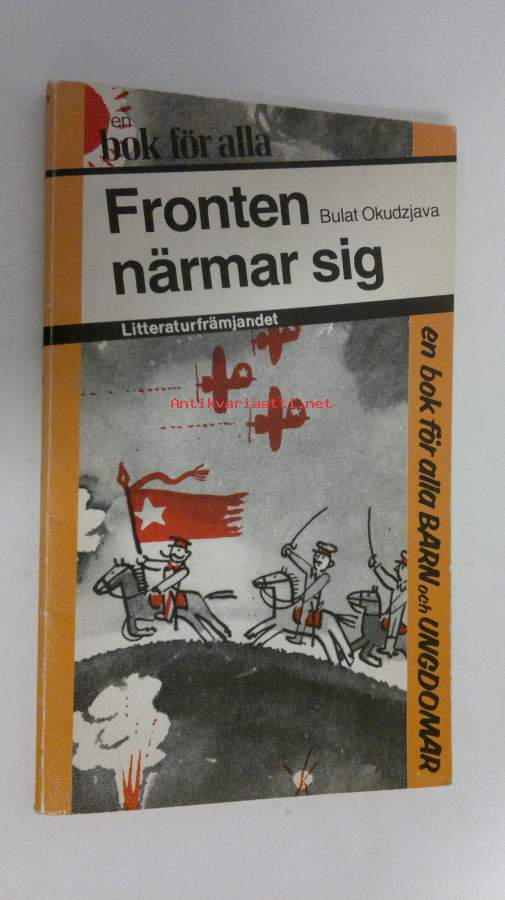 en
bok för alla
Fronten
Bulat Okudzjava
närmar sig
Litteraturfrämjandet
Antikvariaatti.net
en bok för alla BARN och UNGDOMAR